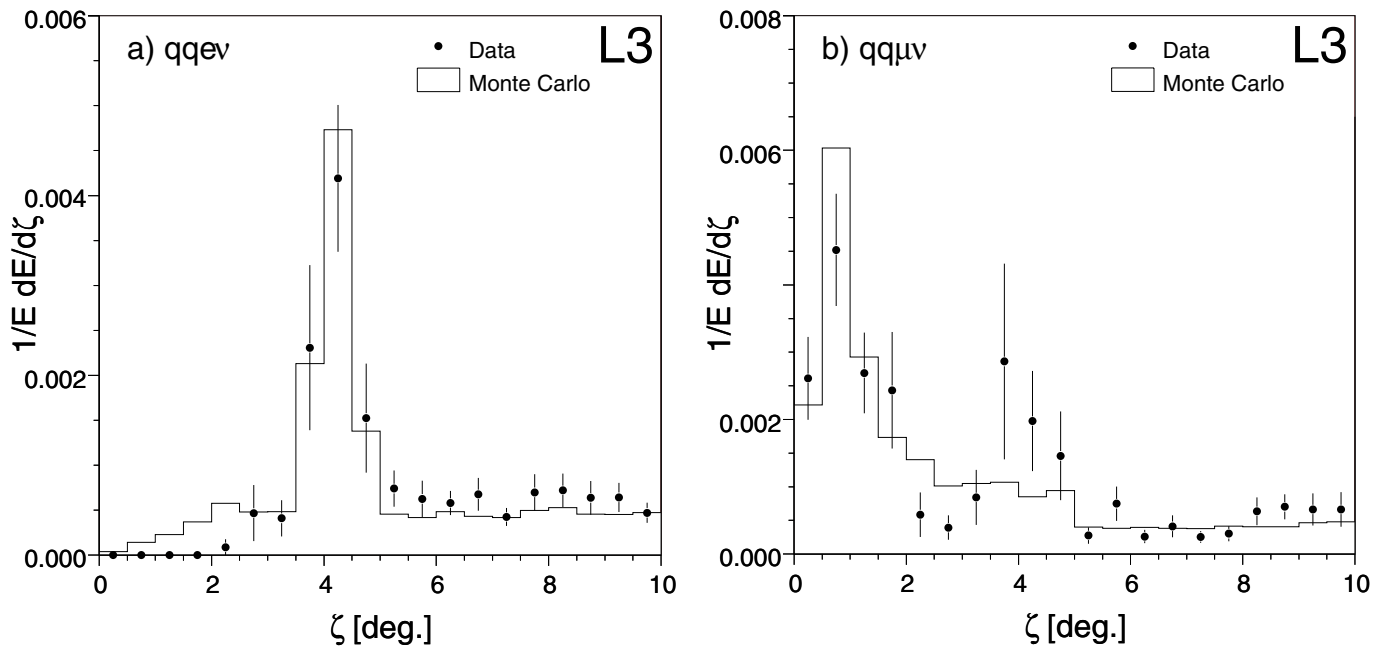 a) qqeν
L3
Data
Monte Carlo
0.006
0.004
0.002
0.000
1/E dE/dζ
0 2 4 6 8 10
ζ [deg.]
b) qqμν
L3
Data
Monte Carlo
0.008
0.006
0.002
0.000
1/E dE/dζ
0 2 4 6 8 10
ζ [deg.]